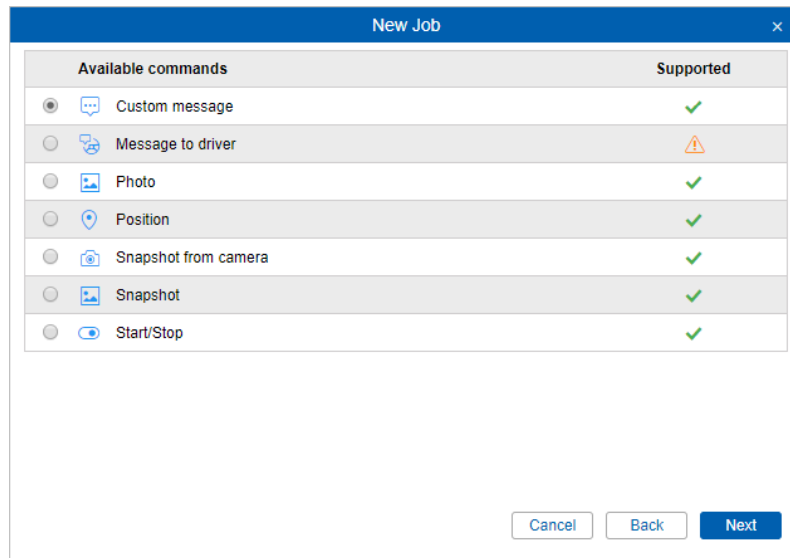 New Job
Available commands Supported
Custom message
Message to driver
Photo
Position
Snapshot from camera
Snapshot
Start/Stop
Cancel Back Next